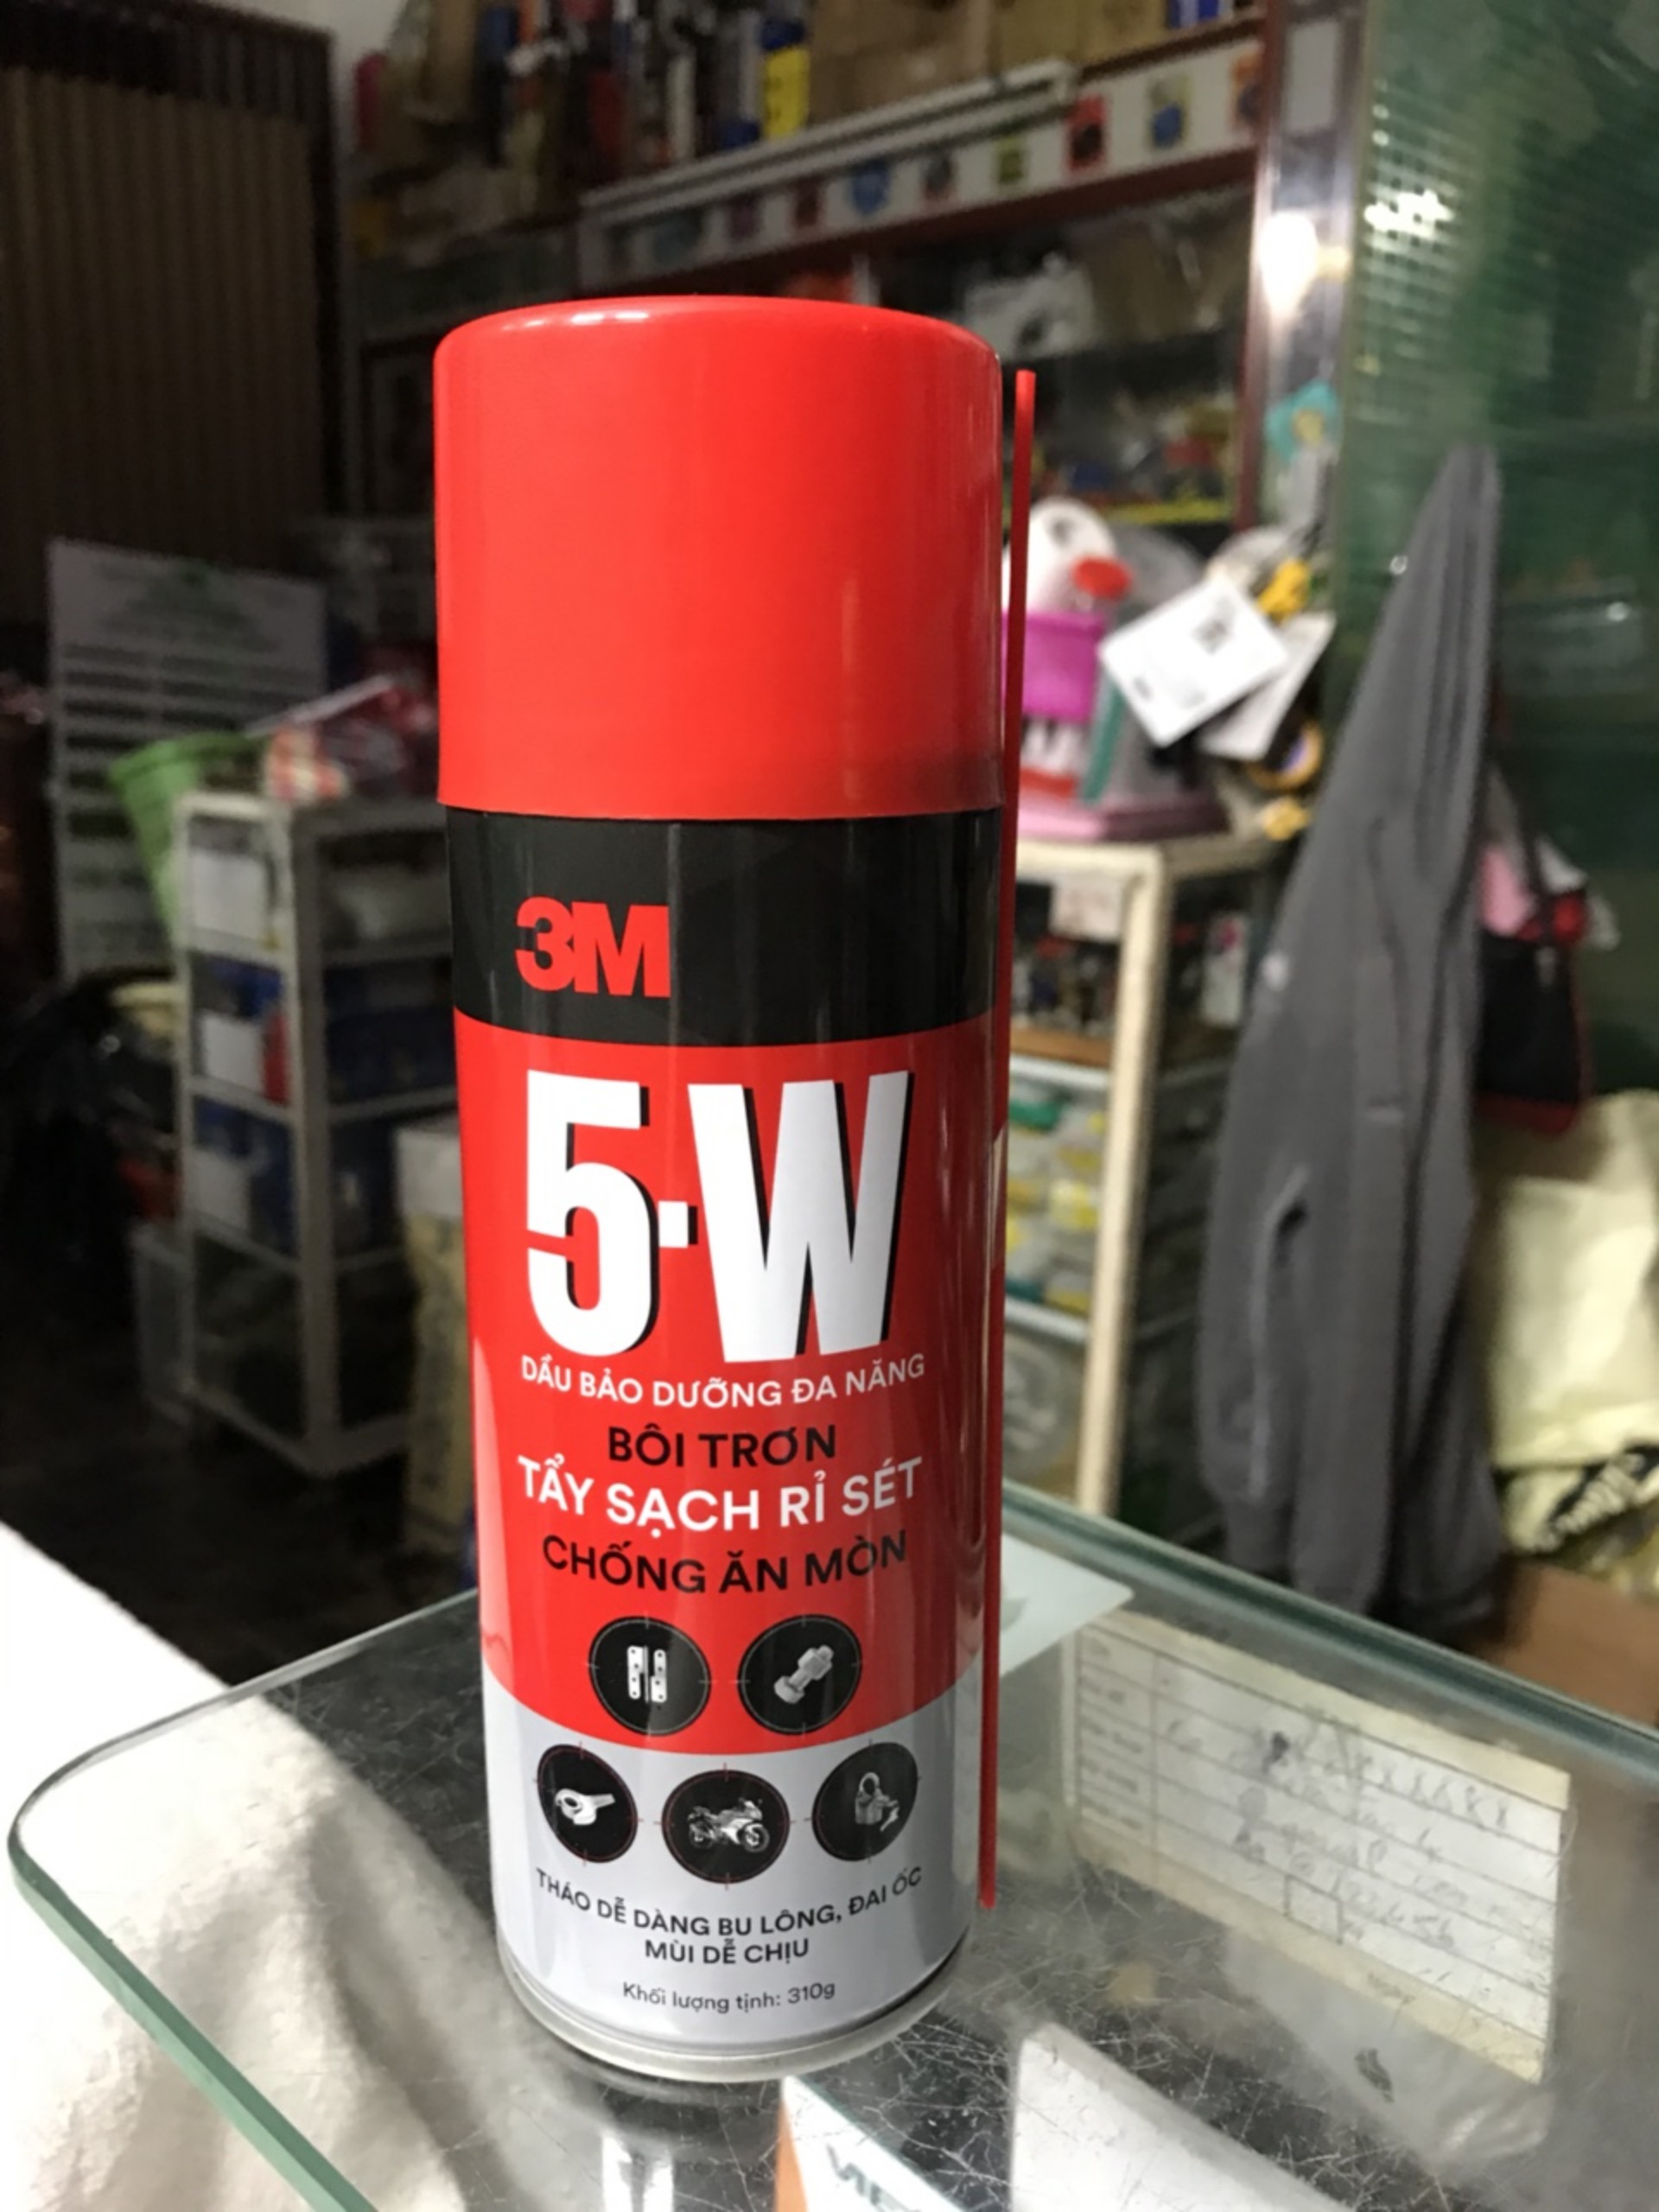 3M
5-W
DẦU BẢO DƯỠNG ĐA NĂNG
BÔI TRƠN
TẨY SẠCH RỈ SÉT
CHỐNG ĂN MÒN
THÁO DỄ DÀNG BU LÔNG, ĐAI ỐC
MÙI DỄ CHỊU
Khối lượng tịnh: 310g